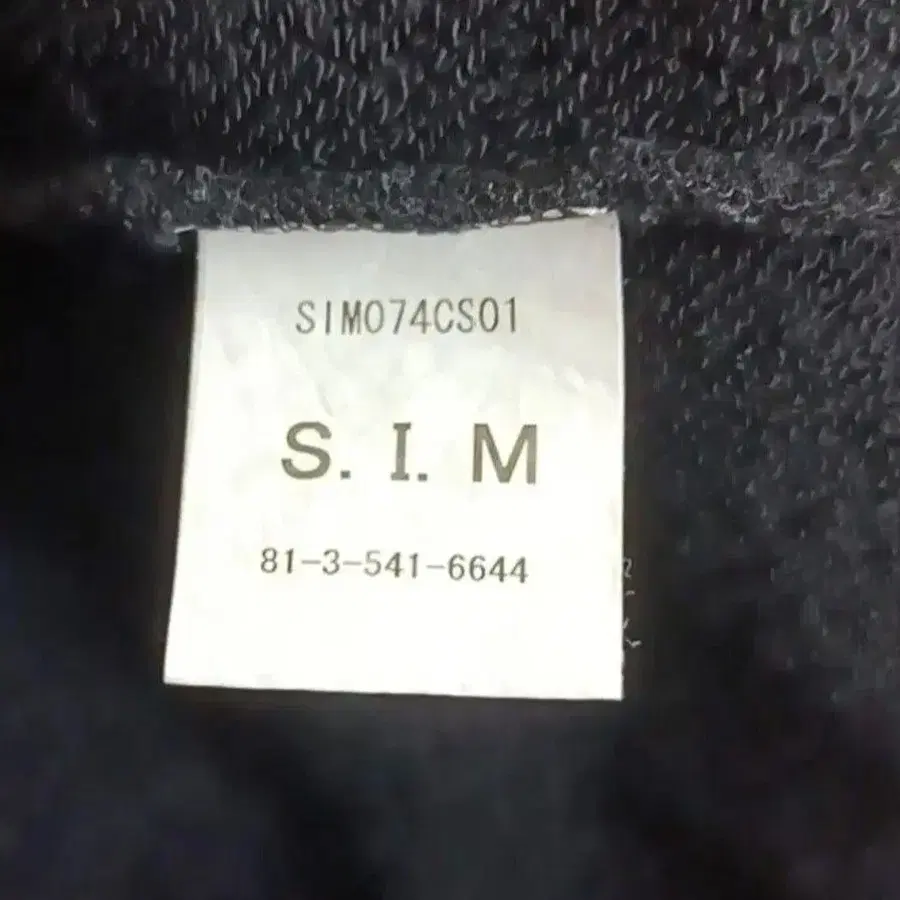 SIM074CS01
S. I. M
81-3-541-6644